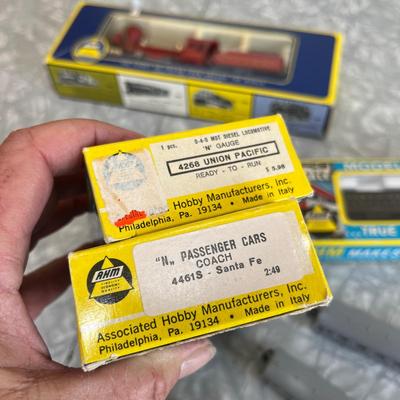 1 pcs. 0-4-0 MDT DIESEL LOCOMOTIVE
"N" GAUGE
4268 UNION PACIFIC
READY - TO - RUN
$ 5.98
Hobby Manufacturers, Inc.
Philadelphia, Pa. 19134 • Made in Italy
AHM
"N" PASSENGER CARS
COACH
4461S - Santa Fe
2:49
Associated Hobby Manufacturers, Inc.
Philadelphia, Pa. 19134 • Made in Italy
MODEL
TRUE